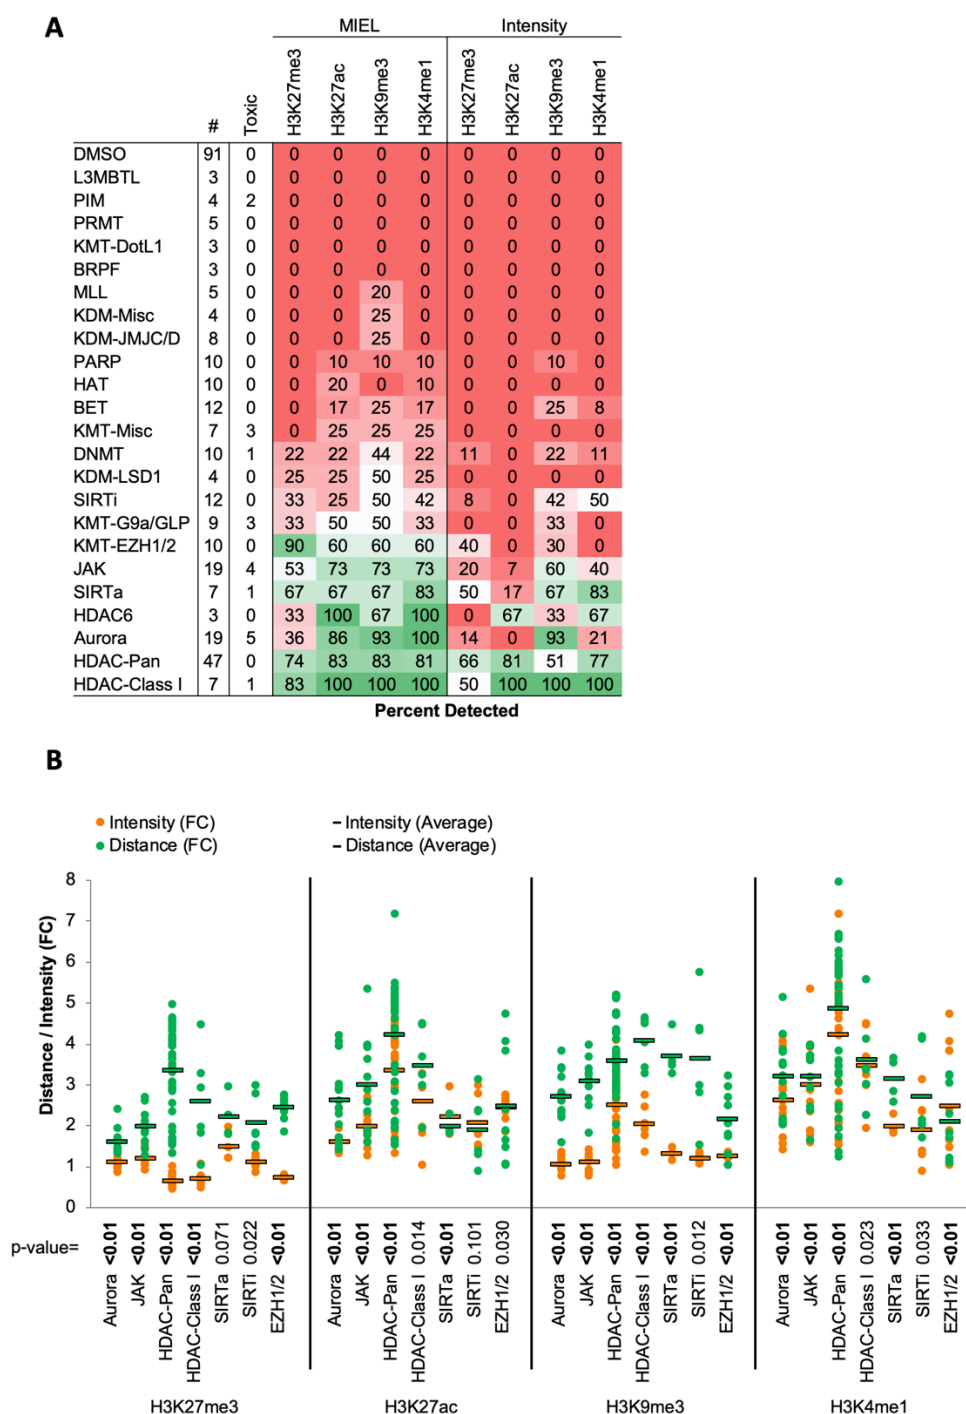 A
MIEL Intensity
# Toxic H3K27me3 H3K27ac H3K9me3 H3K4me1 H3K27me3 H3K27ac H3K9me3 H3K4me1
DMSO 91 0 0 0 0 0 0 0 0 0
L3MBTL 3 0 0 0 0 0 0 0 0 0
PIM 4 2 0 0 0 0 0 0 0 0
PRMT 5 0 0 0 0 0 0 0 0 0
KMT-DotL1 3 0 0 0 0 0 0 0 0 0
BRPF 3 0 0 0 0 0 0 0 0 0
MLL 5 0 0 0 20 0 0 0 0 0
KDM-Misc 4 0 0 0 25 0 0 0 0 0
KDM-JMJC/D 8 0 0 0 25 0 0 0 0 0
PARP 10 0 0 10 10 10 0 0 10 0
HAT 10 0 0 20 0 10 0 0 0 0
BET 12 0 0 17 25 17 0 0 25 8
KMT-Misc 7 3 0 25 25 25 0 0 0 0
DNMT 10 1 22 22 44 22 11 0 22 11
KDM-LSD1 4 0 25 25 50 25 0 0 0 0
SIRTi 12 0 33 25 50 42 8 0 42 50
KMT-G9a/GLP 9 3 33 50 50 33 0 0 33 0
KMT-EZH1/2 10 0 90 60 60 60 40 0 30 0
JAK 19 4 53 73 73 73 20 7 60 40
SIRTa 7 1 67 67 67 83 50 17 67 83
HDAC6 3 0 33 100 67 100 0 67 33 67
Aurora 19 5 36 86 93 100 14 0 93 21
HDAC-Pan 47 0 74 83 83 81 66 81 51 77
HDAC-Class I 7 1 83 100 100 100 50 100 100 100
Percent Detected
B
Intensity (FC) – Intensity (Average)
Distance (FC) – Distance (Average)
Distance / Intensity (FC)
8
7
6
5
4
3
2
1
0
p-value= <0.01 <0.01 <0.01 <0.01 0.071 0.022 <0.01 <0.01 <0.01 <0.01 0.014 <0.01 0.101 0.030 <0.01 <0.01 <0.01 <0.01 <0.01 0.012 <0.01 <0.01 <0.01 <0.01 0.023 <0.01 0.033 <0.01
Aurora JAK HDAC-Pan HDAC-Class I SIRTa SIRTi EZH1/2 Aurora JAK HDAC-Pan HDAC-Class I SIRTa SIRTi EZH1/2 Aurora JAK HDAC-Pan HDAC-Class I SIRTa SIRTi EZH1/2 Aurora JAK HDAC-Pan HDAC-Class I SIRTa SIRTi EZH1/2
H3K27me3 H3K27ac H3K9me3 H3K4me1